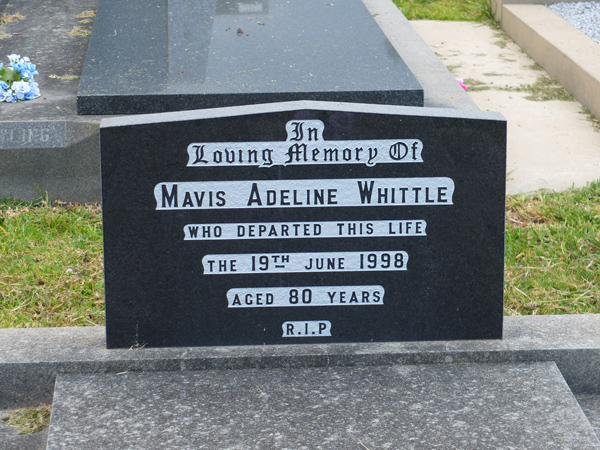 In
Loving Memory Of
MAVIS ADELINE WHITTLE
WHO DEPARTED THIS LIFE
THE 19TH JUNE 1998
AGED 80 YEARS
R.I.P